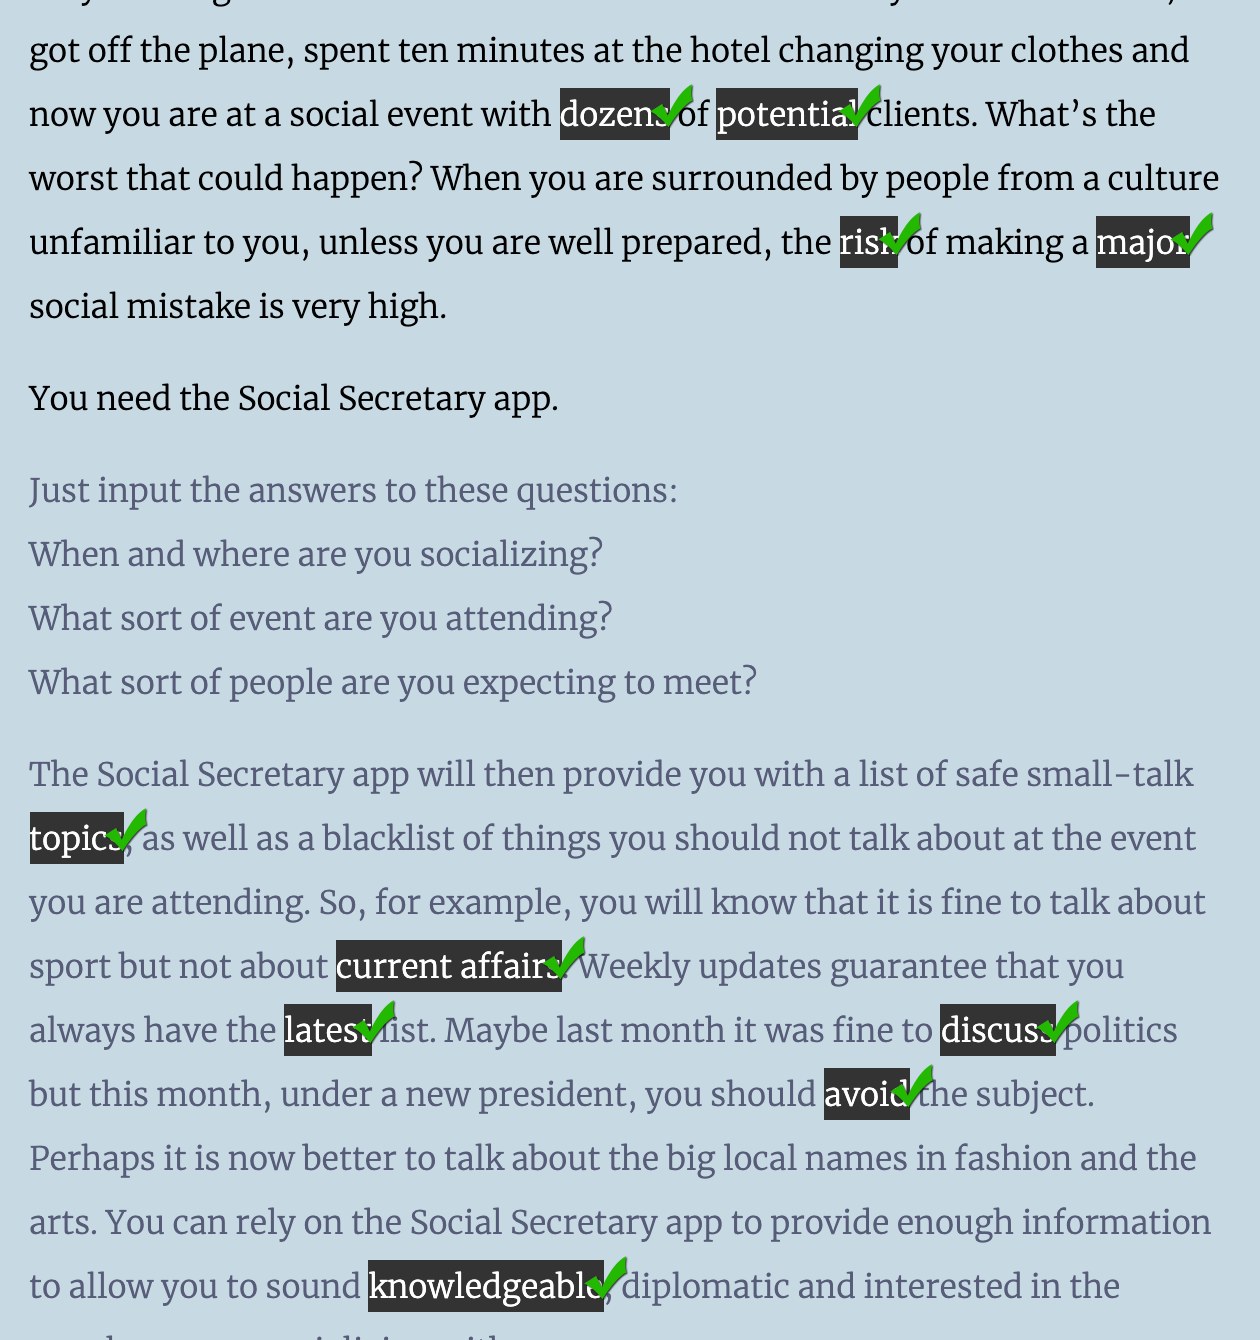 got off the plane, spent ten minutes at the hotel changing your clothes and
now you are at a social event with dozens of potential clients. What’s the
worst that could happen? When you are surrounded by people from a culture
unfamiliar to you, unless you are well prepared, the risk of making a major
social mistake is very high.
You need the Social Secretary app.
Just input the answers to these questions:
When and where are you socializing?
What sort of event are you attending?
What sort of people are you expecting to meet?
The Social Secretary app will then provide you with a list of safe small-talk
topics, as well as a blacklist of things you should not talk about at the event
you are attending. So, for example, you will know that it is fine to talk about
sport but not about current affairs. Weekly updates guarantee that you
always have the latest list. Maybe last month it was fine to discuss politics
but this month, under a new president, you should avoid the subject.
Perhaps it is now better to talk about the big local names in fashion and the
arts. You can rely on the Social Secretary app to provide enough information
to allow you to sound knowledgeable, diplomatic and interested in the